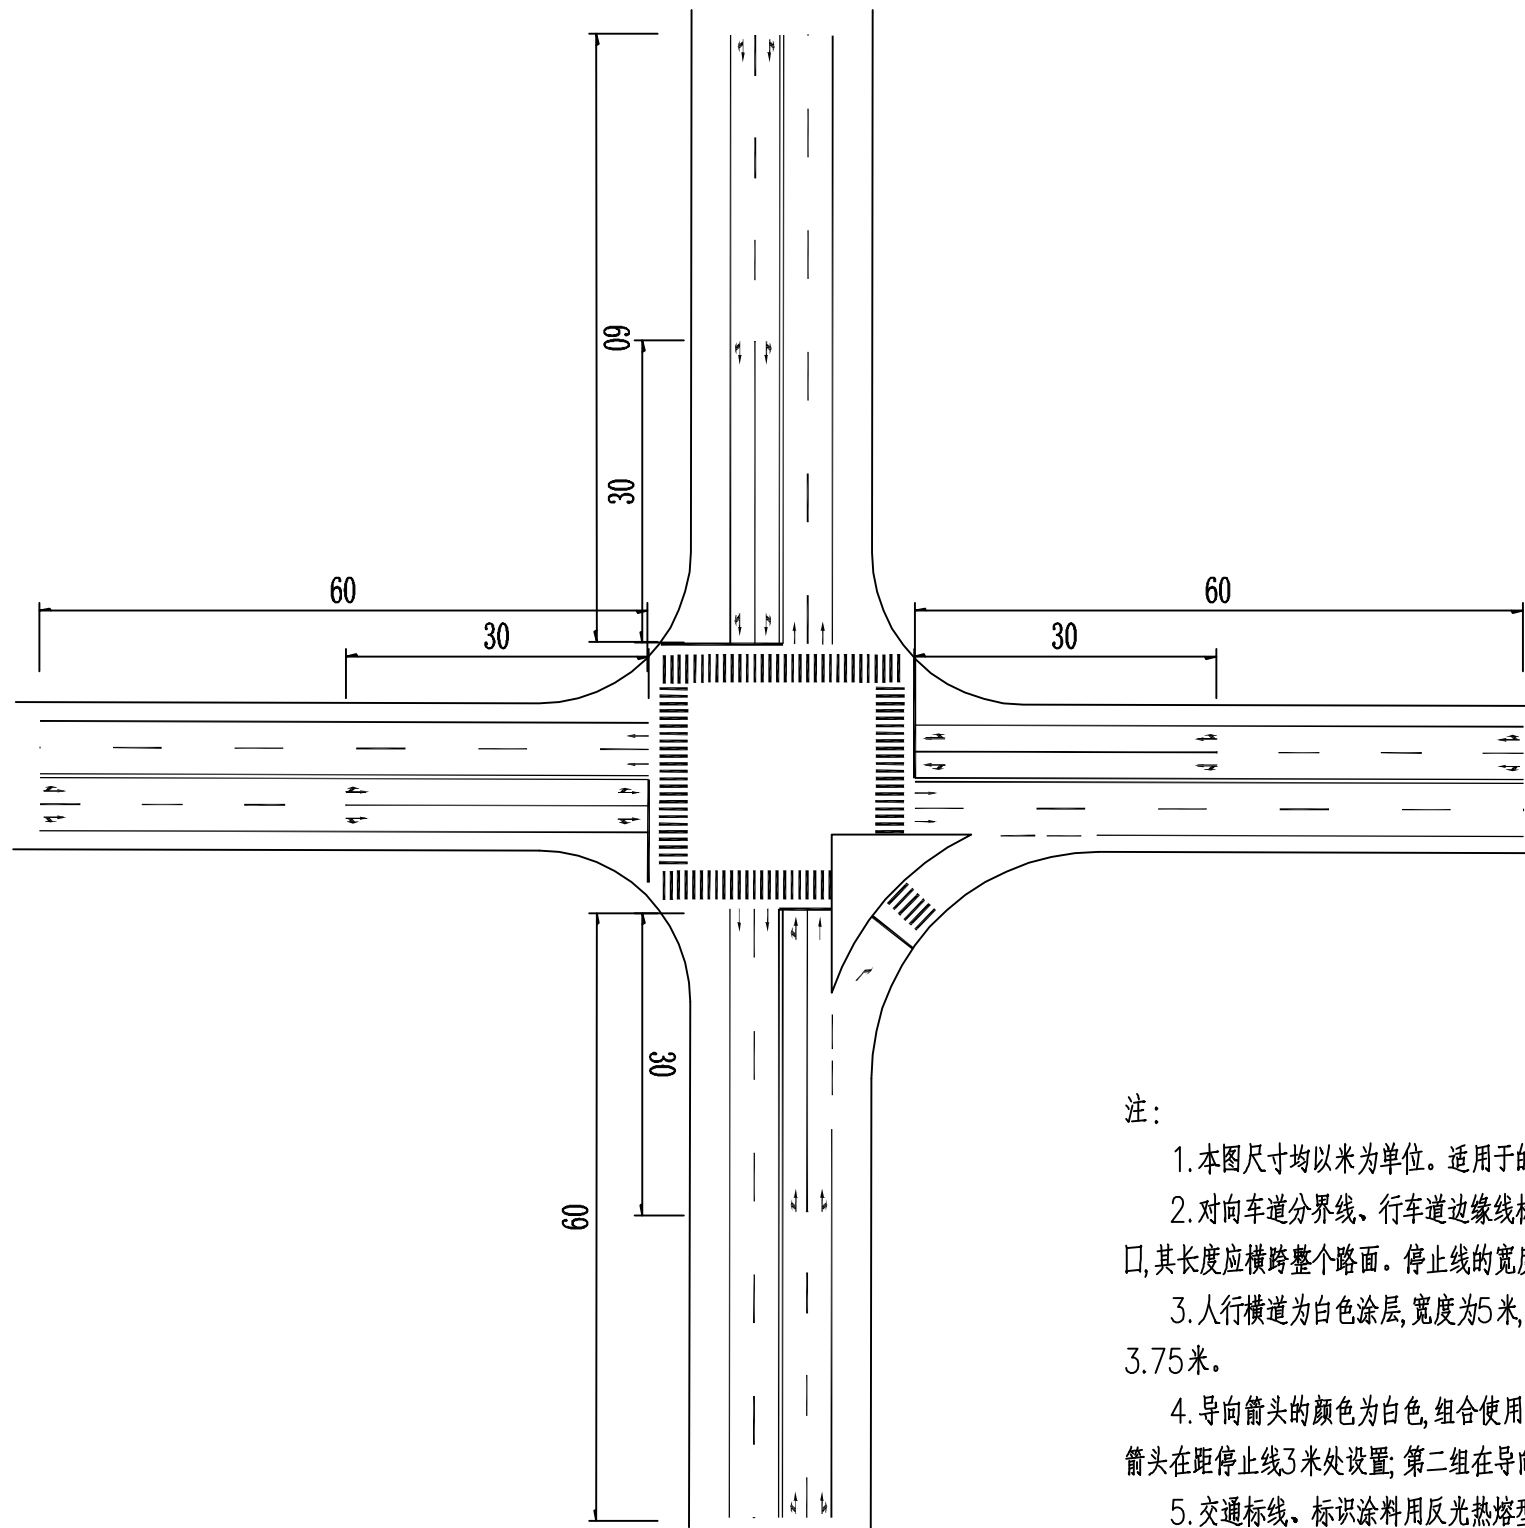 60
30
60
30
60
30
30
60
注:
1.本图尺寸均以米为单位。适用于的
2.对向车道分界线、行车道边缘线标
口,其长度应横跨整个路面。停止线的宽度
3.人行横道为白色涂层,宽度为5米,
3.75米。
4.导向箭头的颜色为白色,组合使用
箭头在距停止线3米处设置;第二组在导向
5.交通标线、标识涂料用反光热熔型